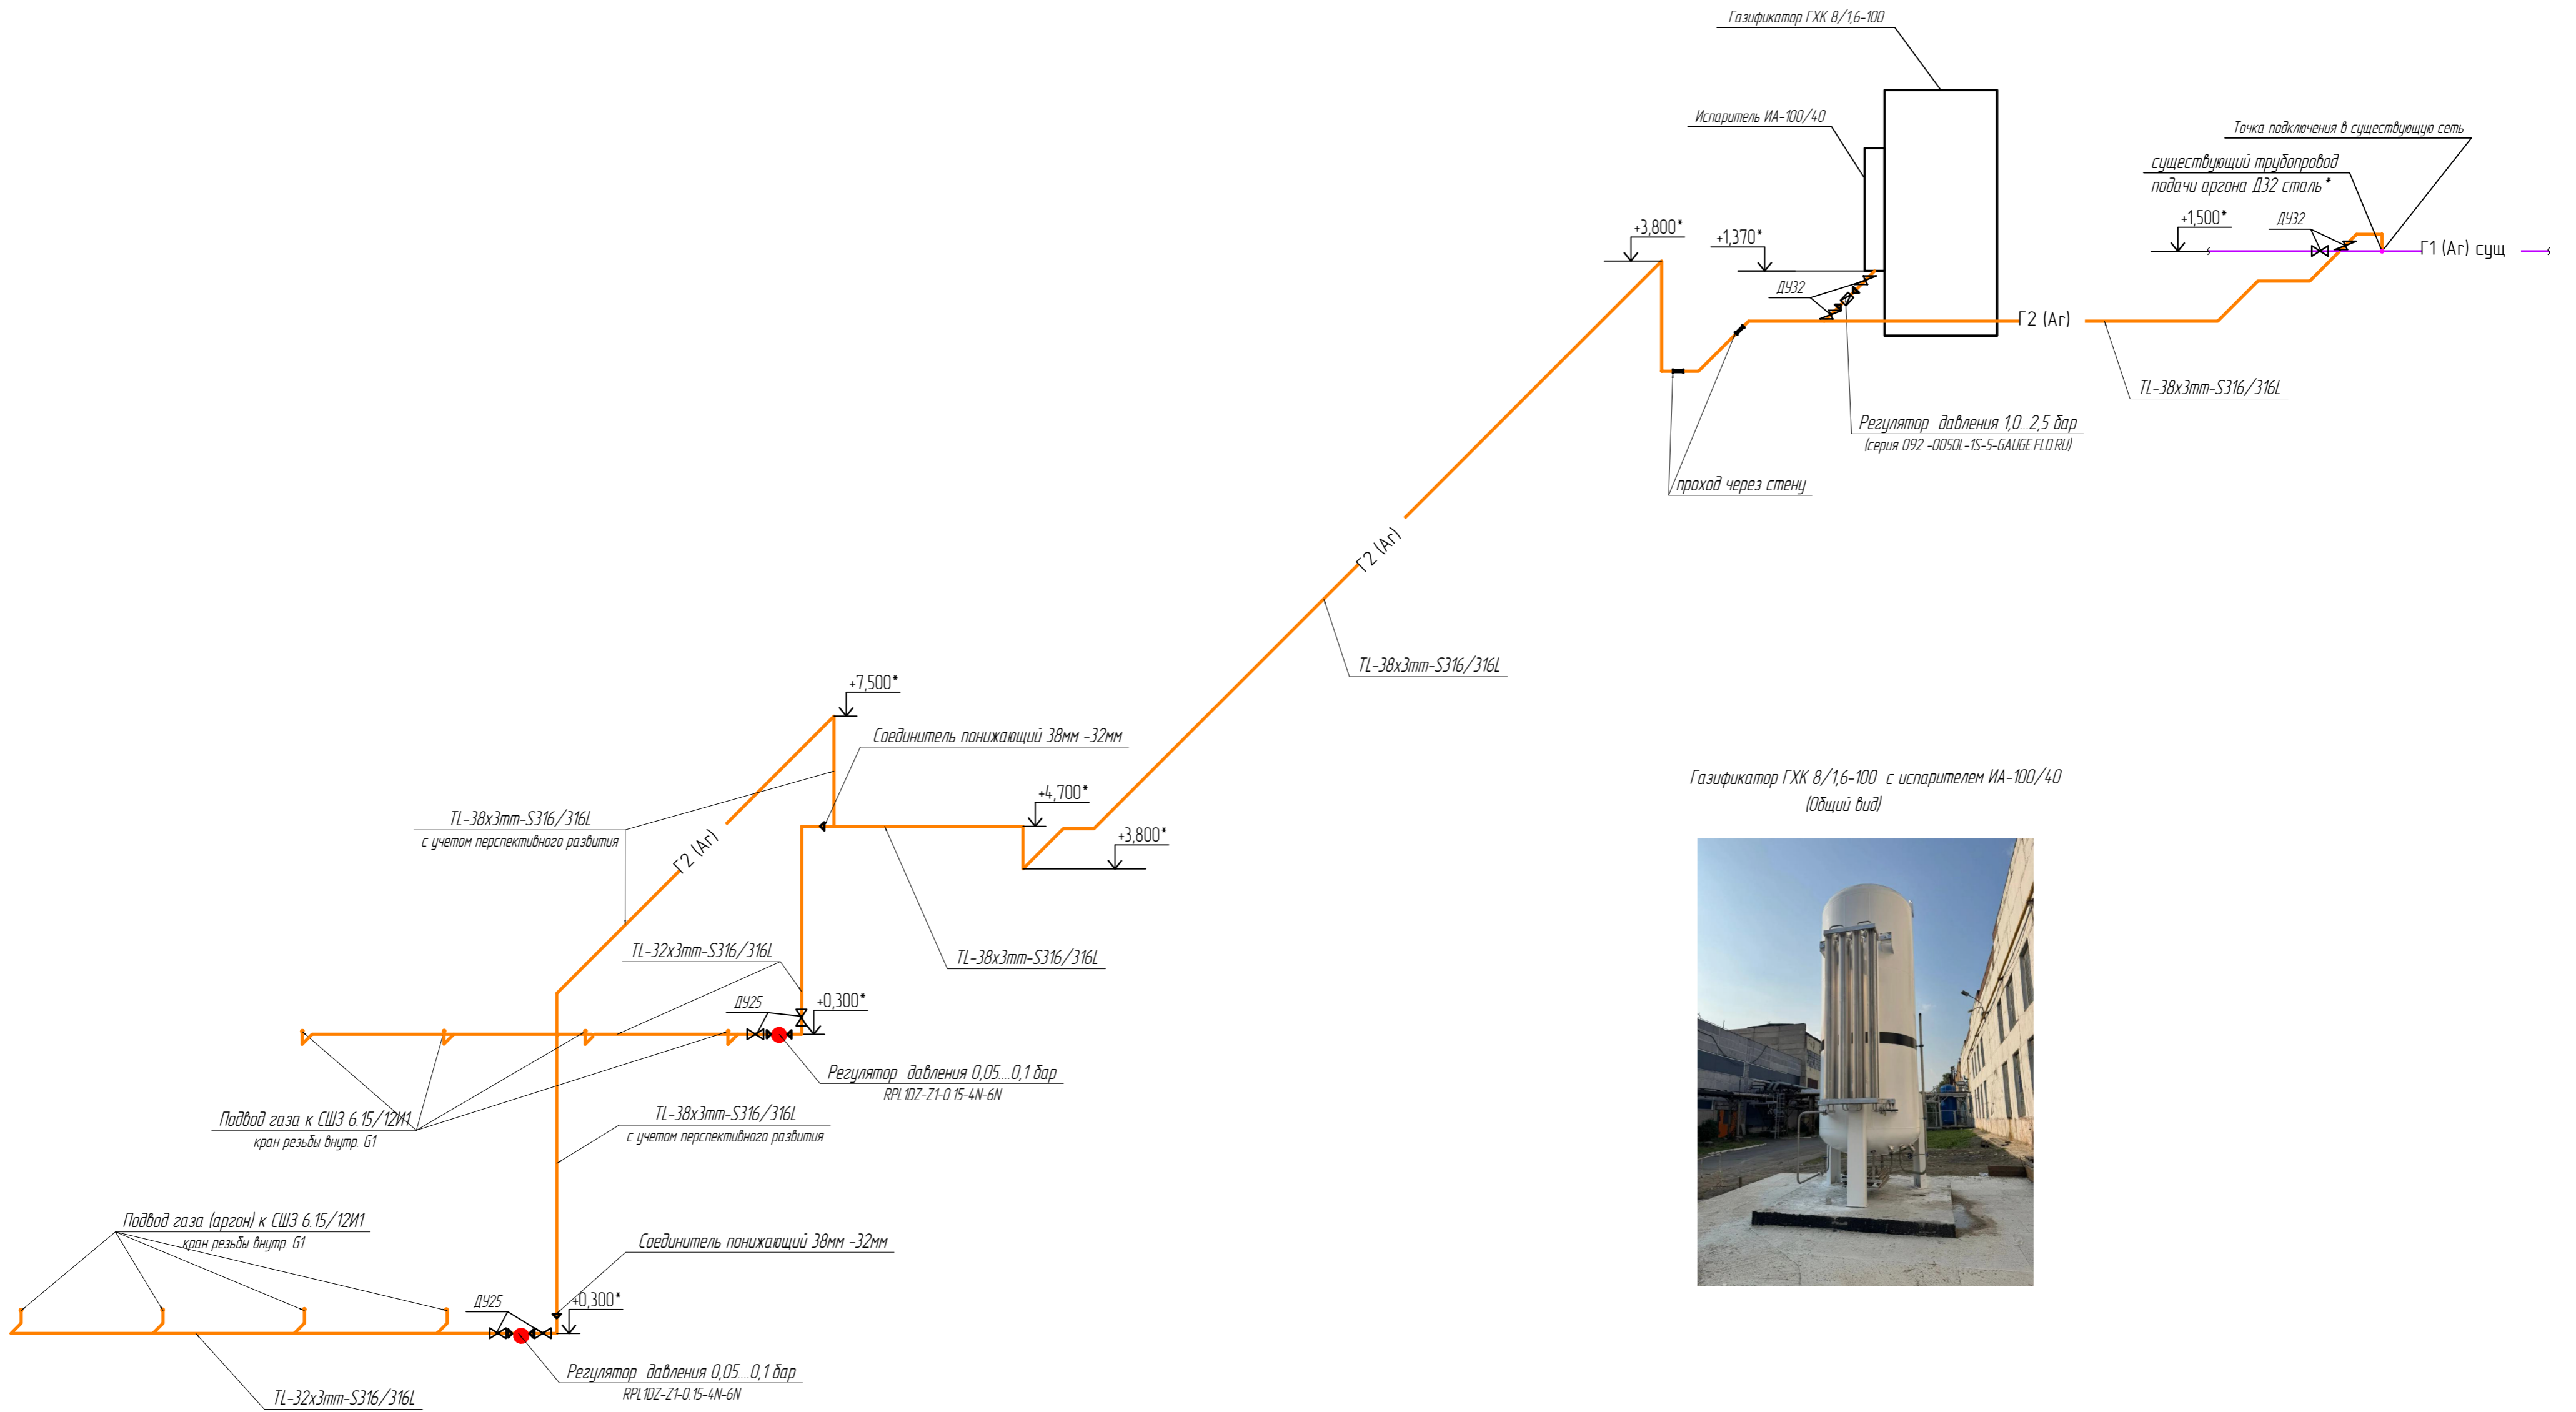 Газификатор ГХК 8/1,6-100
Испаритель ИА-100/40
Точка подключения в существующую сеть
существующий трубопровод
подачи аргона Д32 сталь*
+1,500*
ДУ32
Г1 (Ar) сущ
+3,800*
+1,370*
ДУ32
Г2 (Ar)
TL-38x3mm-S316/316L
Регулятор давления 1,0...2,5 бар
(серия 092 -0050L-1S-5-GAUGE.FLD.RU)
проход через стену
Г2 (Ar)
TL-38x3mm-S316/316L
+7,500*
Соединитель понижающий 38мм -32мм
+4,700*
+3,800*
TL-38x3mm-S316/316L
с учетом перспективного развития
Г2 (Ar)
TL-32x3mm-S316/316L
TL-38x3mm-S316/316L
ДУ25
+0,300*
Регулятор давления 0,05....0,1 бар
RPL1DZ-Z1-0.15-4N-6N
Подвод газа к СШЗ 6.15/12И1
кран резьбы внутр. G1
TL-38x3mm-S316/316L
с учетом перспективного развития
Подвод газа (аргон) к СШЗ 6.15/12И1
кран резьбы внутр. G1
Соединитель понижающий 38мм -32мм
ДУ25
+0,300*
Регулятор давления 0,05....0,1 бар
RPL1DZ-Z1-0.15-4N-6N
TL-32x3mm-S316/316L
Газификатор ГХК 8/1,6-100 с испарителем ИА-100/40
(Общий вид)